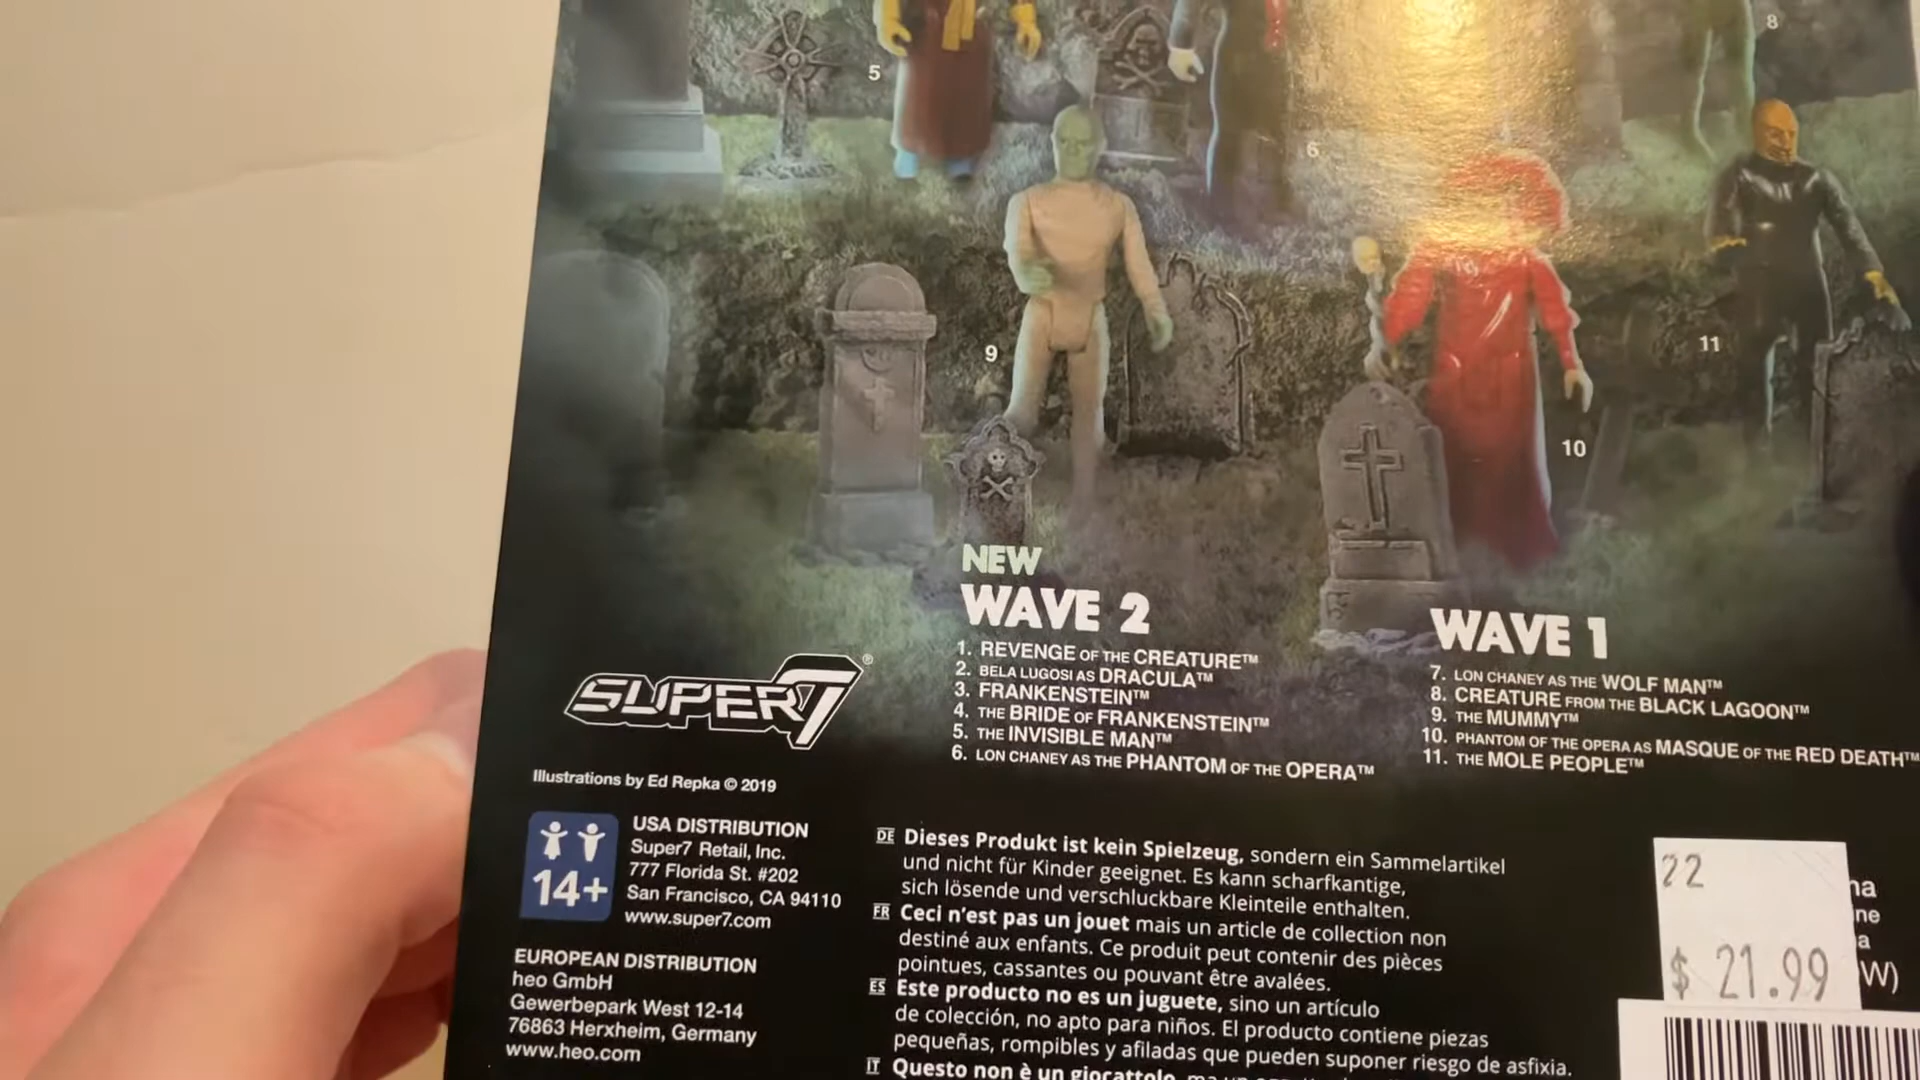 5
8
6
9
11
10
NEW
WAVE 2
1. REVENGE OF THE CREATURE™
2. BELA LUGOSI AS DRACULA™
3. FRANKENSTEIN™
4. THE BRIDE OF FRANKENSTEIN™
5. THE INVISIBLE MAN™
6. LON CHANEY AS THE PHANTOM OF THE OPERA™
WAVE 1
7. LON CHANEY AS THE WOLF MAN™
8. CREATURE FROM THE BLACK LAGOON™
9. THE MUMMY™
10. PHANTOM OF THE OPERA AS MASQUE OF THE RED DEATH™
11. THE MOLE PEOPLE™
SUPER7®
Illustrations by Ed Repka © 2019
14+
USA DISTRIBUTION
Super7 Retail, Inc.
777 Florida St. #202
San Francisco, CA 94110
www.super7.com
EUROPEAN DISTRIBUTION
heo GmbH
Gewerbepark West 12-14
76863 Herxheim, Germany
www.heo.com
DE Dieses Produkt ist kein Spielzeug, sondern ein Sammelartikel
und nicht für Kinder geeignet. Es kann scharfkantige,
sich lösende und verschluckbare Kleinteile enthalten.
FR Ceci n'est pas un jouet mais un article de collection non
destiné aux enfants. Ce produit peut contenir des pièces
pointues, cassantes ou pouvant être avalées.
ES Este producto no es un juguete, sino un artículo
de colección, no apto para niños. El producto contiene piezas
pequeñas, rompibles y afiladas que pueden suponer riesgo de asfixia.
IT Questo non è un giocattolo,
22
$ 21.99
W)